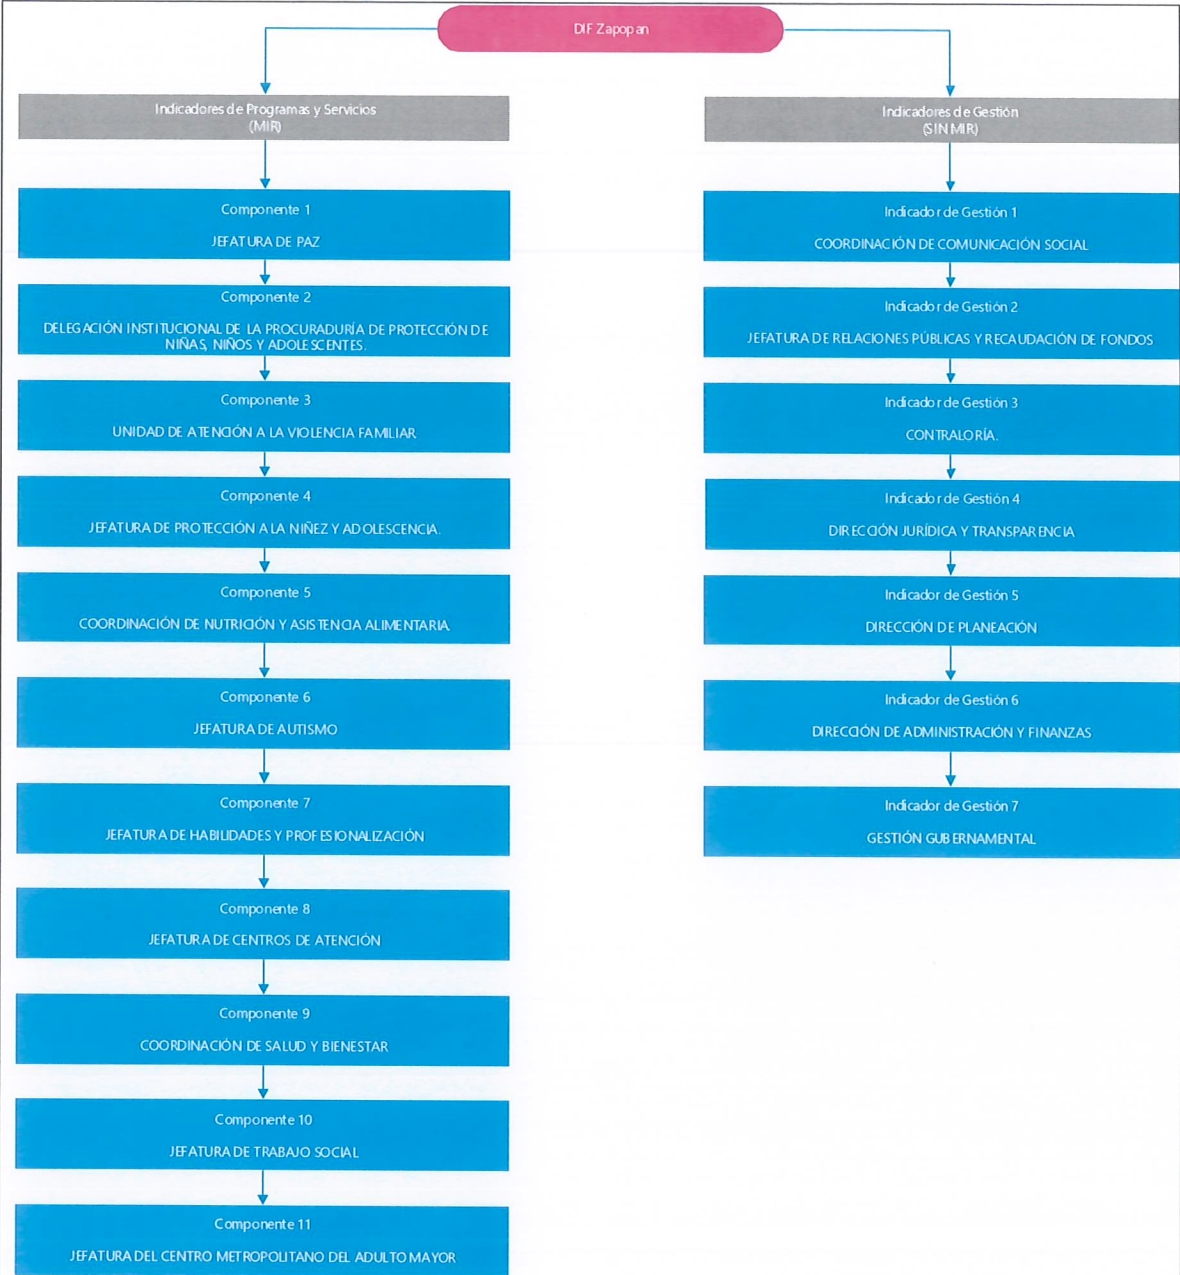 DIF Zapopan
Indicadores de Programas y Servicios
(MIR)
Componente 1
JEFATURA DE PAZ
Componente 2
DELEGACIÓN INSTITUCIONAL DE LA PROCURADURÍA DE PROTECCIÓN DE
NIÑAS, NIÑOS Y ADOLESCENTES.
Componente 3
UNIDAD DE ATENCIÓN A LA VIOLENCIA FAMILIAR
Componente 4
JEFATURA DE PROTECCIÓN A LA NIÑEZ Y ADOLESCENCIA.
Componente 5
COORDINACIÓN DE NUTRICIÓN Y ASISTENCIA ALIMENTARIA
Componente 6
JEFATURA DE AUTISMO
Componente 7
JEFATURA DE HABILIDADES Y PROFESIONALIZACIÓN
Componente 8
JEFATURA DE CENTROS DE ATENCIÓN
Componente 9
COORDINACIÓN DE SALUD Y BIENESTAR
Componente 10
JEFATURA DE TRABAJO SOCIAL
Componente 11
JEFATURA DEL CENTRO METROPOLITANO DEL ADULTO MAYOR
Indicadores de Gestión
(SIN MIR)
Indicador de Gestión 1
COORDINACIÓN DE COMUNICACIÓN SOCIAL
Indicador de Gestión 2
JEFATURA DE RELACIONES PÚBLICAS Y RECAUDACIÓN DE FONDOS
Indicador de Gestión 3
CONTRALORÍA.
Indicador de Gestión 4
DIRECCIÓN JURÍDICA Y TRANSPARENCIA
Indicador de Gestión 5
DIRECCIÓN DE PLANEACIÓN
Indicador de Gestión 6
DIRECCIÓN DE ADMINISTRACIÓN Y FINANZAS
Indicador de Gestión 7
GESTIÓN GUBERNAMENTAL